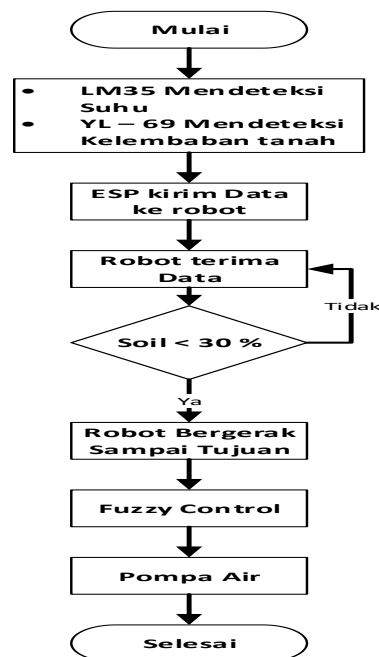 Mulai
• LM35 Mendeteksi
Suhu
• YL – 69 Mendeteksi
Kelembaban tanah
ESP kirim Data
ke robot
Robot terima
Data
Tidak
Soil < 30 %
Ya
Robot Bergerak
Sampai Tujuan
Fuzzy Control
Pompa Air
Selesai